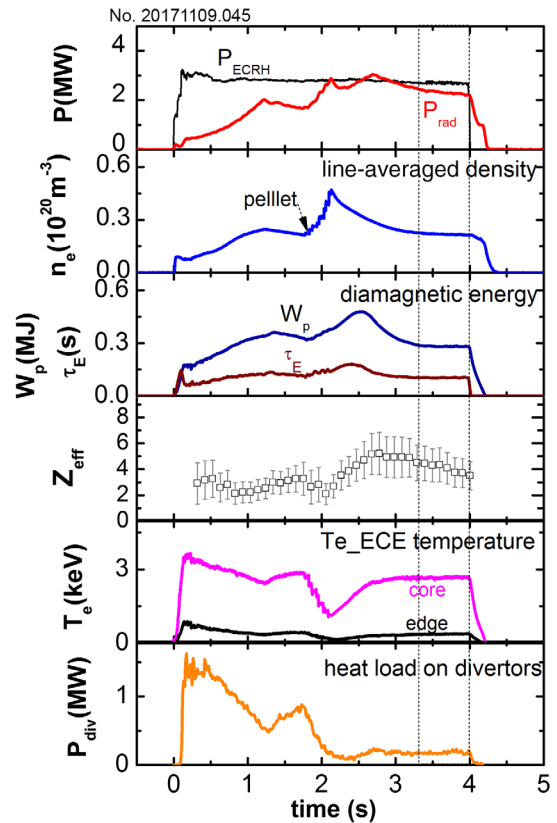 No. 20171109.045
P(MW)
4
2
0
P_ECRH
P_rad
n_e(10^20 m^-3)
0.6
0.3
0.0
line-averaged density
pelllet
W_p(MJ)
τ_E(s)
0.6
0.3
0.0
diamagnetic energy
W_p
τ_E
Z_eff
8
6
4
2
0
T_e(keV)
3
0
Te_ECE temperature
core
edge
P_div(MW)
1
0
heat load on divertors
0 1 2 3 4 5
time (s)